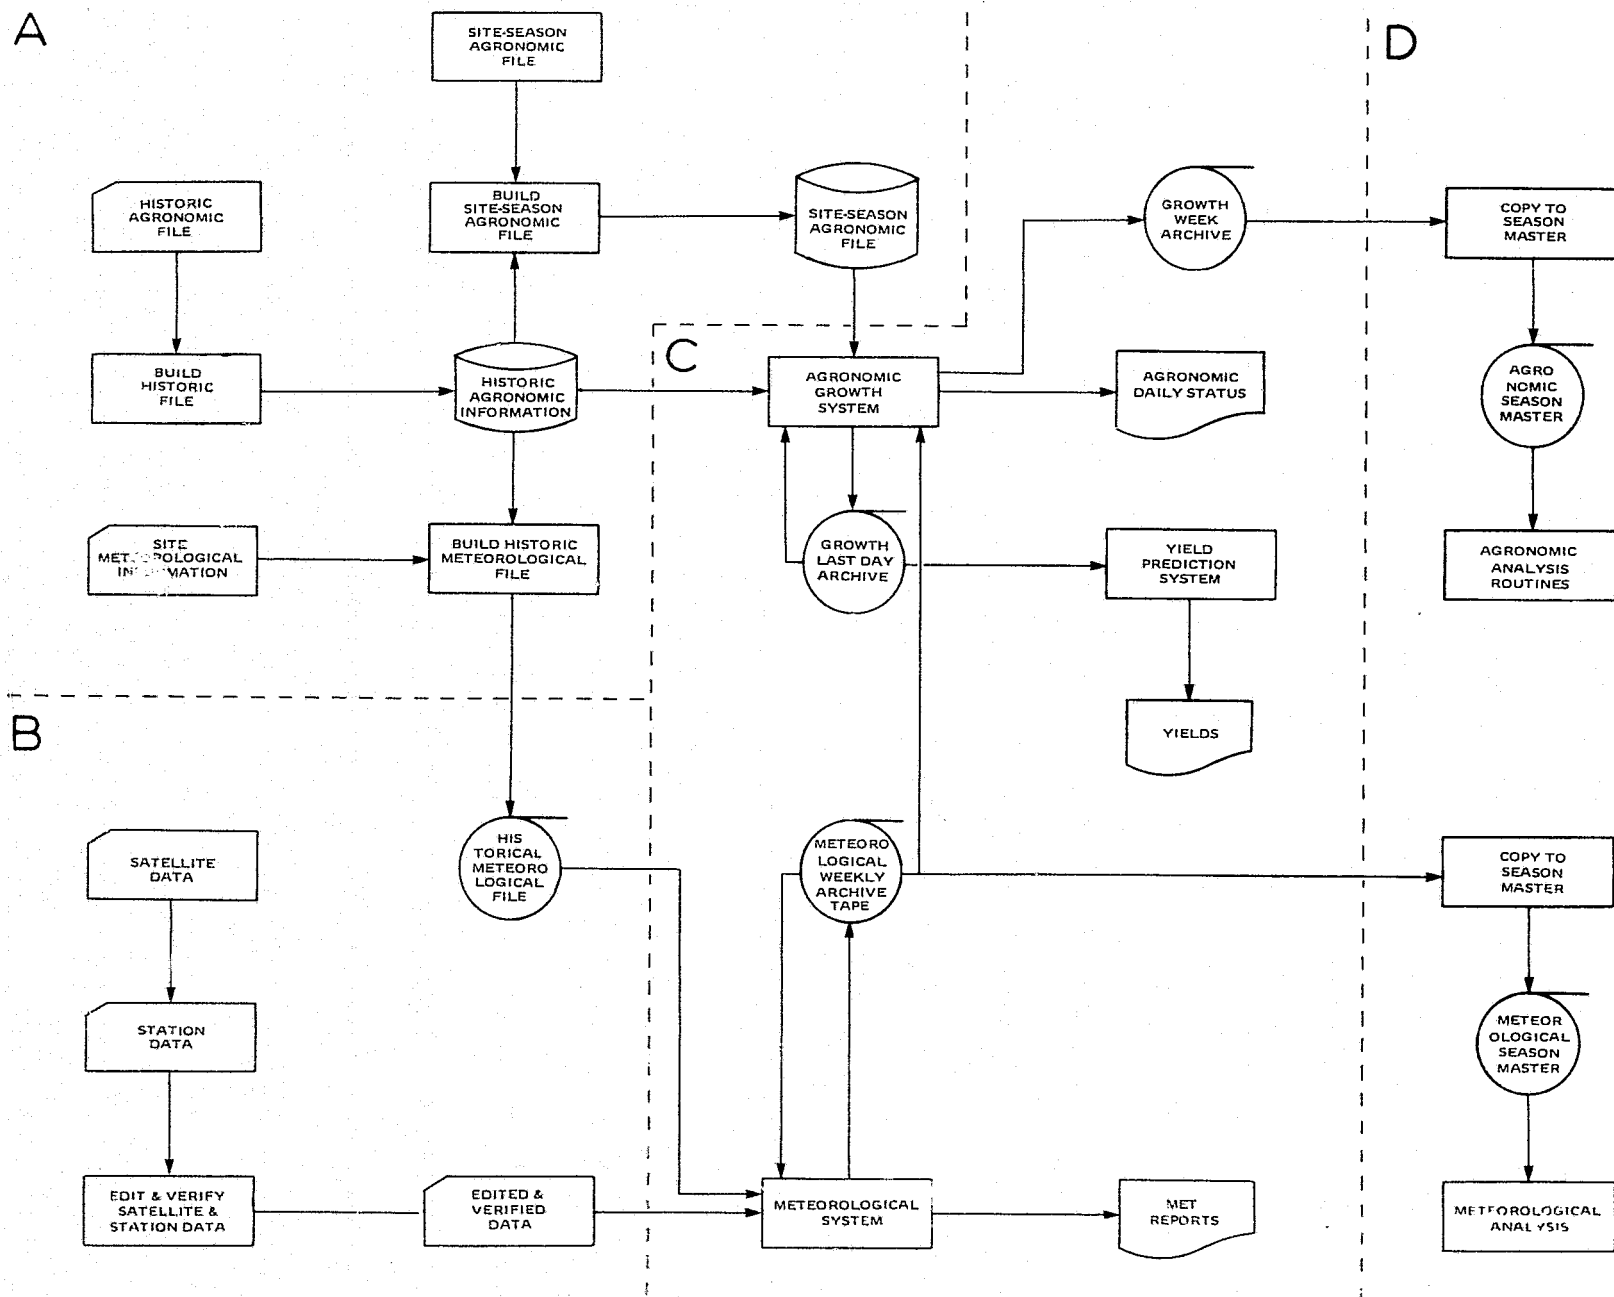 A
SITE-SEASON
AGRONOMIC
FILE
D
HISTORIC
AGRONOMIC
FILE
BUILD
SITE-SEASON
AGRONOMIC
FILE
SITE-SEASON
AGRONOMIC
FILE
GROWTH
WEEK
ARCHIVE
COPY TO
SEASON
MASTER
C
BUILD
HISTORIC
FILE
HISTORIC
AGRONOMIC
INFORMATION
AGRONOMIC
GROWTH
SYSTEM
AGRONOMIC
DAILY STATUS
AGRO
NOMIC
SEASON
MASTER
SITE
METEOROLOGICAL
INFORMATION
BUILD HISTORIC
METEOROLOGICAL
FILE
GROWTH
LAST DAY
ARCHIVE
YIELD
PREDICTION
SYSTEM
AGRONOMIC
ANALYSIS
ROUTINES
YIELDS
B
SATELLITE
DATA
HIS
TORICAL
METEORO
LOGICAL
FILE
METEORO
LOGICAL
WEEKLY
ARCHIVE
TAPE
COPY TO
SEASON
MASTER
STATION
DATA
METEOR
OLOGICAL
SEASON
MASTER
EDIT & VERIFY
SATELLITE &
STATION DATA
EDITED &
VERIFIED
DATA
METEOROLOGICAL
SYSTEM
MET
REPORTS
METEOROLOGICAL
ANALYSIS